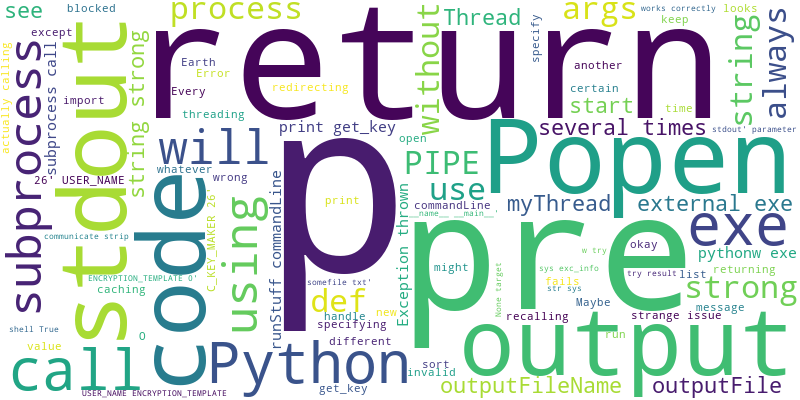 see
blocked
process
args
works correctly
looks
except
Thread
specify
keep
return
always
another
string
actually calling
subprocess
stdout
Earth
Error
Every
redirecting
certain
without
import
threading
start
time
subprocess call
string strong
print get_key
several times
stdout' parameter
will
open
Popen
whatever
PIPE
26' USER_NAME
wrong
p
use
code
using
C_KEY_MAKER 26'
print
commandLine
myThread
external exe
__name__ __main__'
pre
exe
communicate strip
okay
w try
pythonw exe
might
ENCRYPTION_TEMPLATE O'
somefile txt'
runStuff commandLine
Exception thrown
None target
sys exc_info
try result
list
returning
caching
def
new
fails
str sys
strong
Maybe
message
O
handle
recalling
strange issue
shell True
specifying
output
run
value
Python
different
sort
call
invalid
get_key
outputFileName
outputFile
USER_NAME ENCRYPTION_TEMPLATE